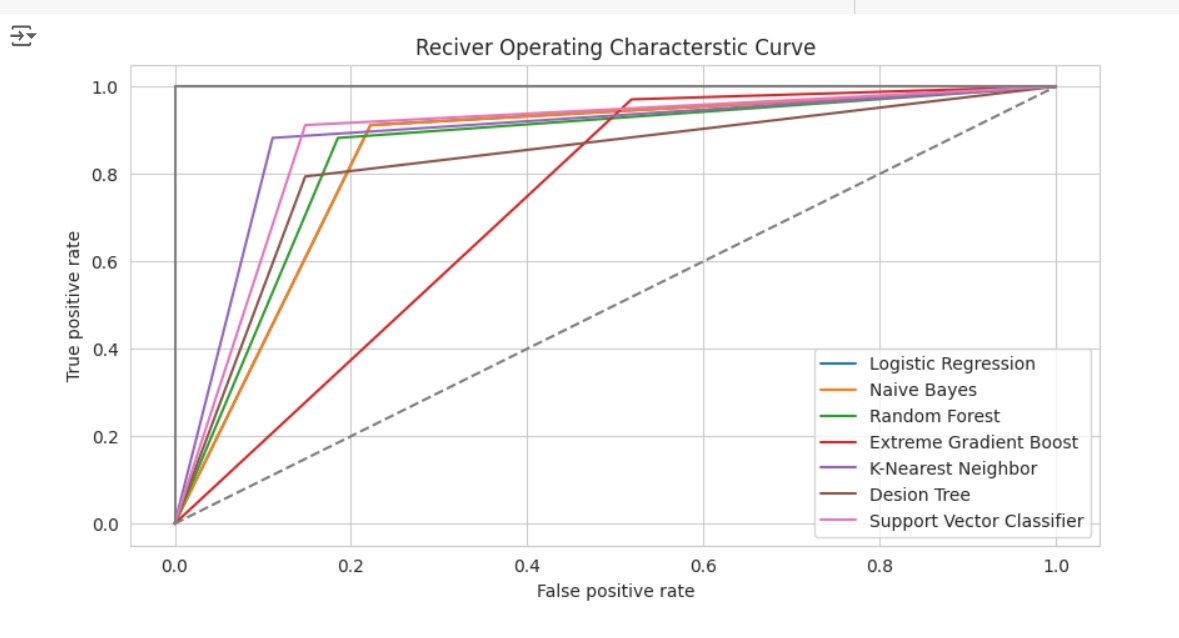 Reciver Operating Characterstic Curve
1.0
0.8
0.6
0.4
0.2
0.0
True positive rate
Logistic Regression
Naive Bayes
Random Forest
Extreme Gradient Boost
K-Nearest Neighbor
Desion Tree
Support Vector Classifier
0.0 0.2 0.4 0.6 0.8 1.0
False positive rate